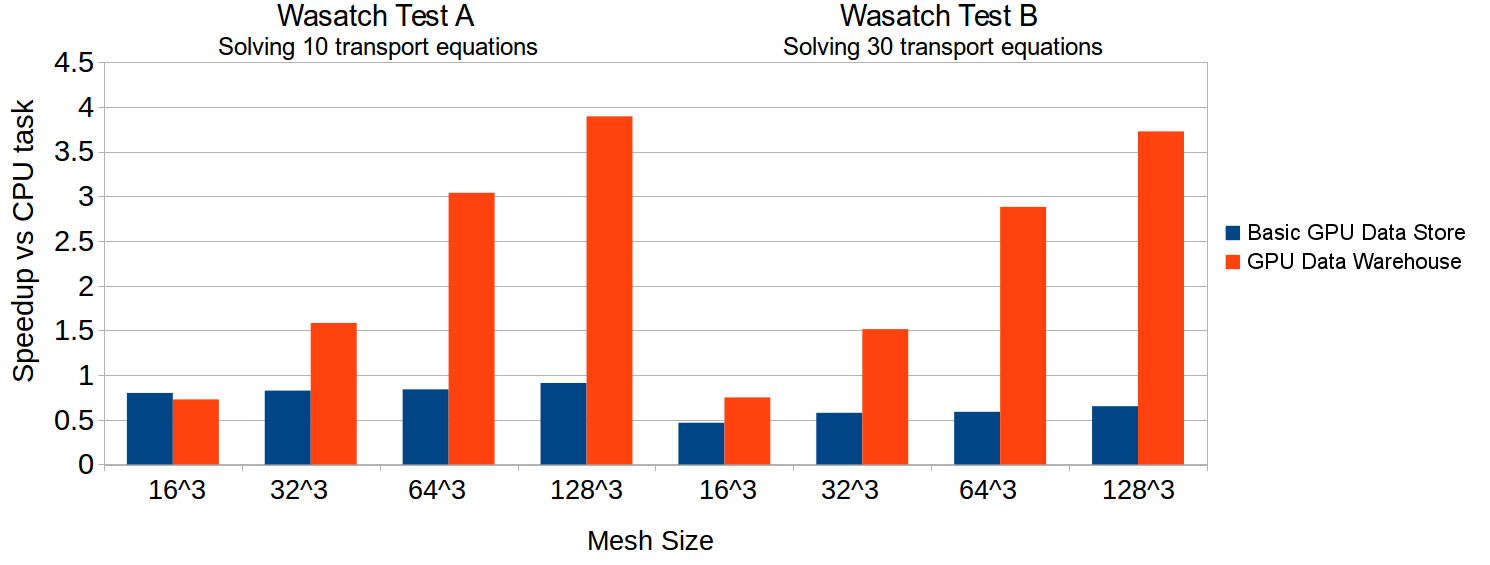 Wasatch Test A
Solving 10 transport equations
Wasatch Test B
Solving 30 transport equations
Speedup vs CPU task
4.5
4
3.5
3
2.5
2
1.5
1
0.5
0
16^3 32^3 64^3 128^3 16^3 32^3 64^3 128^3
Mesh Size
Basic GPU Data Store
GPU Data Warehouse